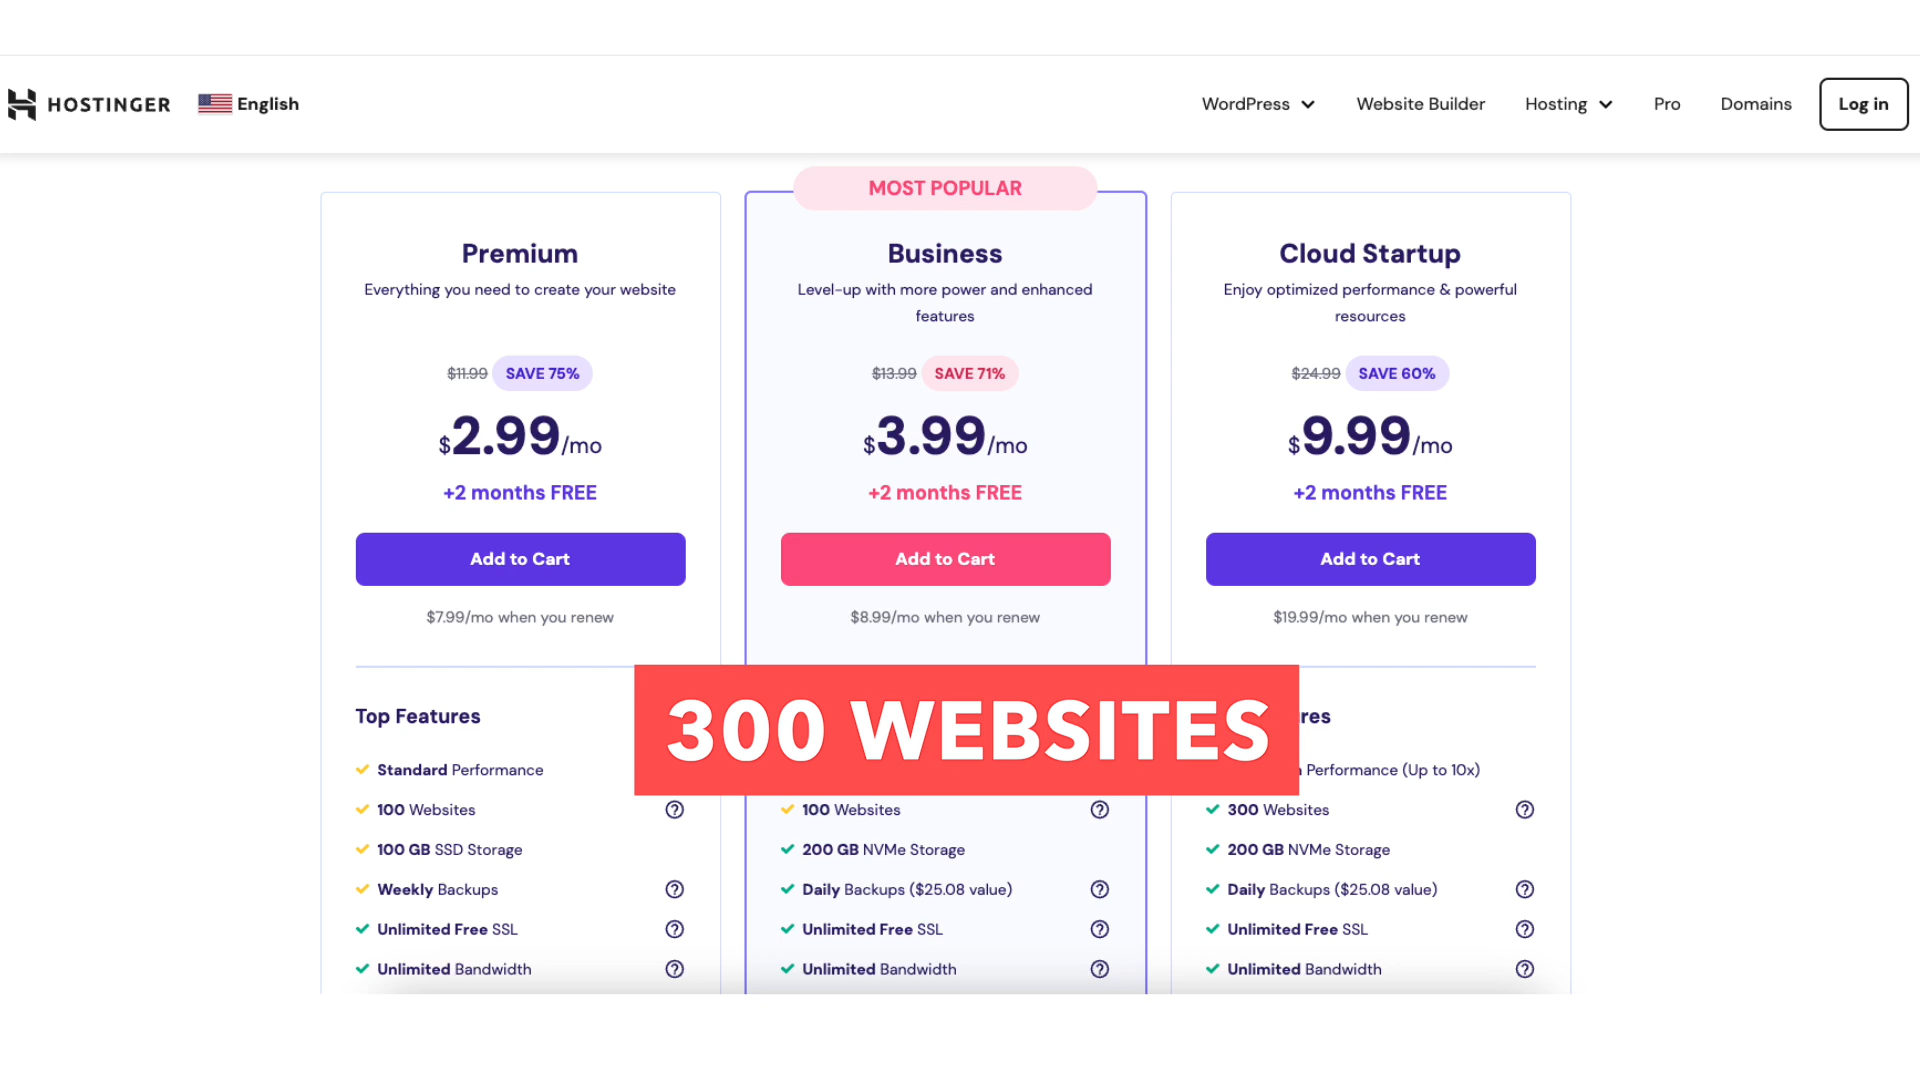 HOSTINGER
English
WordPress
Website Builder
Hosting
Pro
Domains
Log in
Premium
Everything you need to create your website
$11.99 SAVE 75%
$2.99/mo
+2 months FREE
Add to Cart
$7.99/mo when you renew
Top Features
Standard Performance
100 Websites
100 GB SSD Storage
Weekly Backups
Unlimited Free SSL
Unlimited Bandwidth
MOST POPULAR
Business
Level-up with more power and enhanced
features
$13.99 SAVE 71%
$3.99/mo
+2 months FREE
Add to Cart
$8.99/mo when you renew
300 WEBSITES
100 Websites
200 GB NVMe Storage
Daily Backups ($25.08 value)
Unlimited Free SSL
Unlimited Bandwidth
Cloud Startup
Enjoy optimized performance & powerful
resources
$24.99 SAVE 60%
$9.99/mo
+2 months FREE
Add to Cart
$19.99/mo when you renew
Performance (Up to 10x)
300 Websites
200 GB NVMe Storage
Daily Backups ($25.08 value)
Unlimited Free SSL
Unlimited Bandwidth